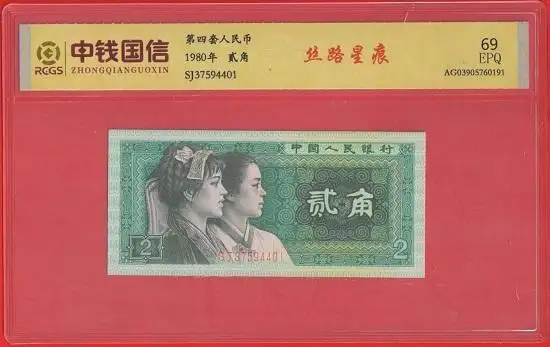 RCGS
中钱国信
ZHONGQIANGUOXIN
第四套人民币
1980年 贰角
SJ37594401
丝路星痕
69
EPQ
AG03905760191
中国人民银行
贰角
SJ37594401
2
2